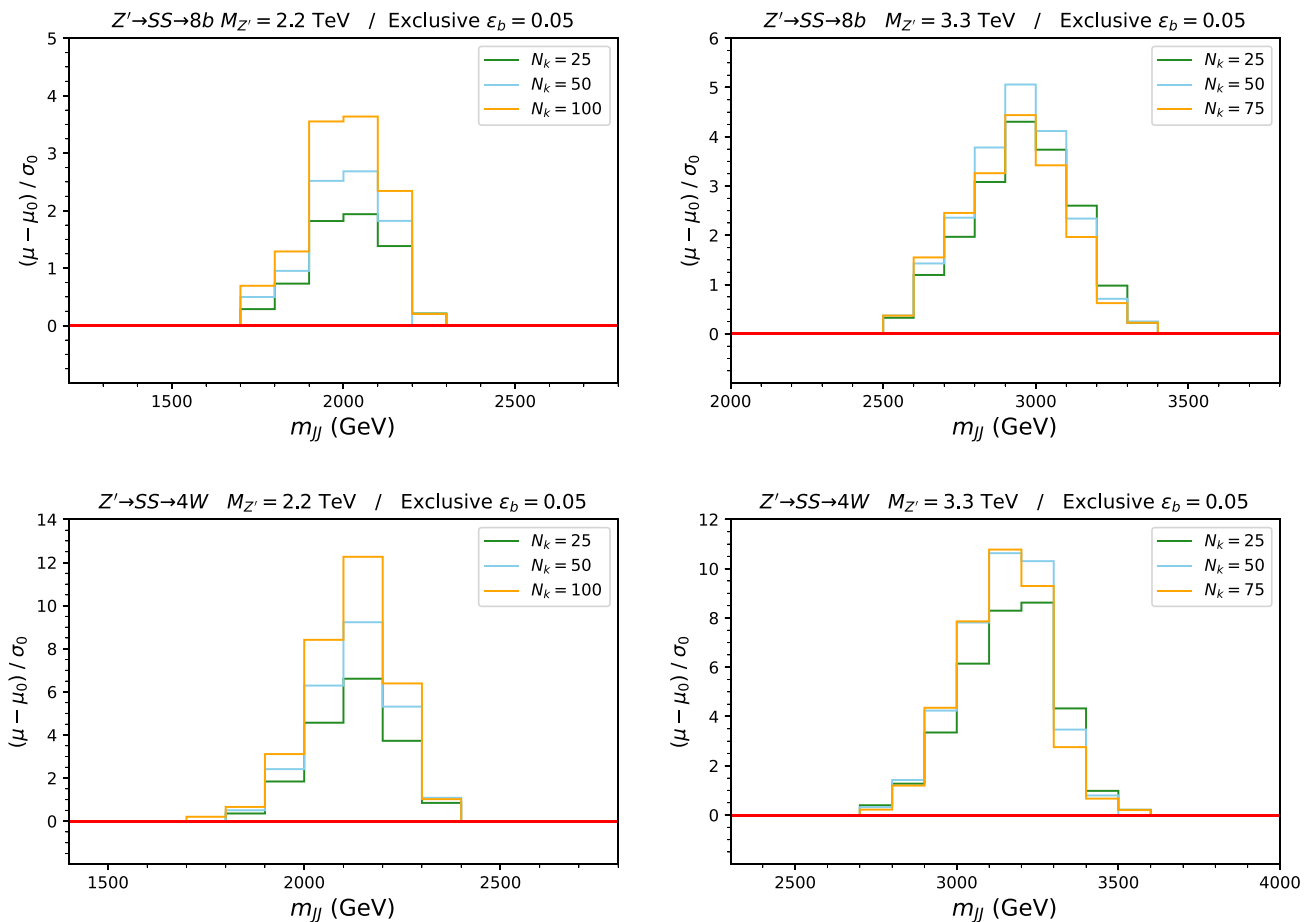 Z′→SS→8b M_Z′ = 2.2 TeV / Exclusive ε_b = 0.05
5
4
3
2
1
0
(μ − μ₀) / σ₀
N_k = 25
N_k = 50
N_k = 100
1500 2000 2500
m_JJ (GeV)
Z′→SS→8b M_Z′ = 3.3 TeV / Exclusive ε_b = 0.05
6
5
4
3
2
1
0
(μ − μ₀) / σ₀
N_k = 25
N_k = 50
N_k = 75
2000 2500 3000 3500
m_JJ (GeV)
Z′→SS→4W M_Z′ = 2.2 TeV / Exclusive ε_b = 0.05
14
12
10
8
6
4
2
0
(μ − μ₀) / σ₀
N_k = 25
N_k = 50
N_k = 100
1500 2000 2500
m_JJ (GeV)
Z′→SS→4W M_Z′ = 3.3 TeV / Exclusive ε_b = 0.05
12
10
8
6
4
2
0
(μ − μ₀) / σ₀
N_k = 25
N_k = 50
N_k = 75
2500 3000 3500 4000
m_JJ (GeV)